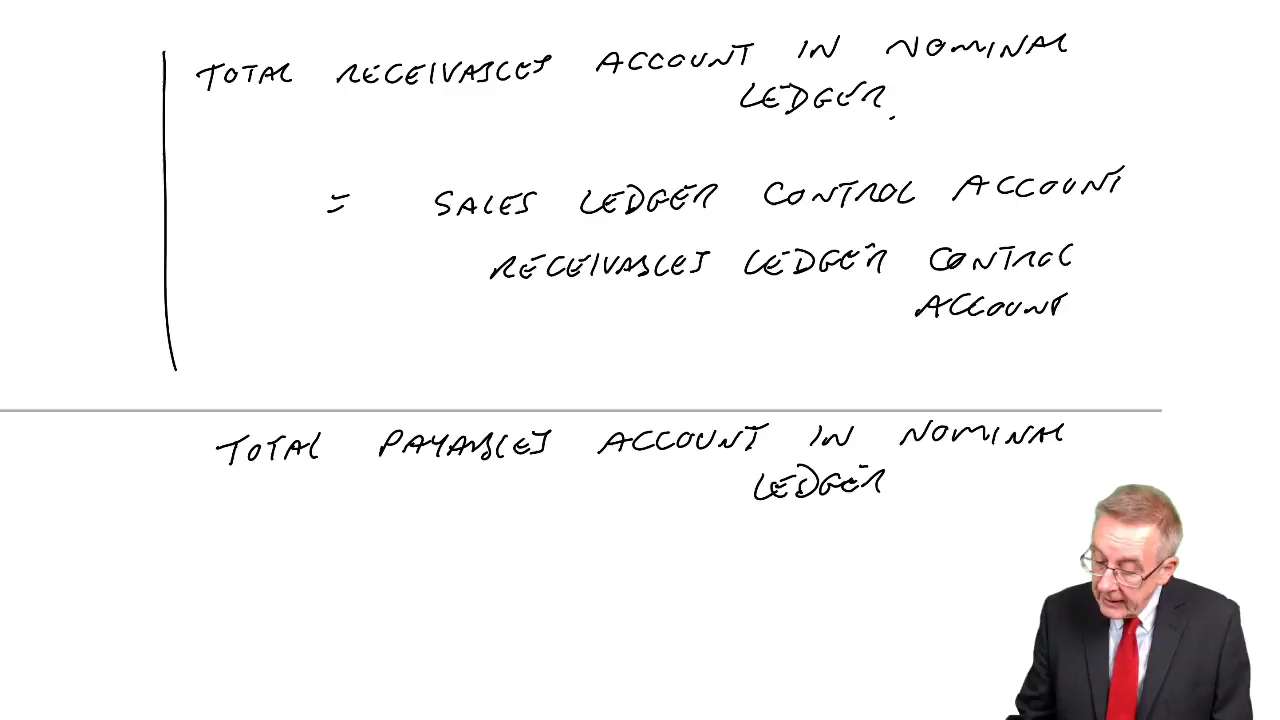 TOTAL RECEIVABLES ACCOUNT IN NOMINAL
LEDGER.
= SALES LEDGER CONTROL ACCOUNT
RECEIVABLES LEDGER CONTROL
ACCOUNT
TOTAL PAYABLES ACCOUNT IN NOMINAL
LEDGER